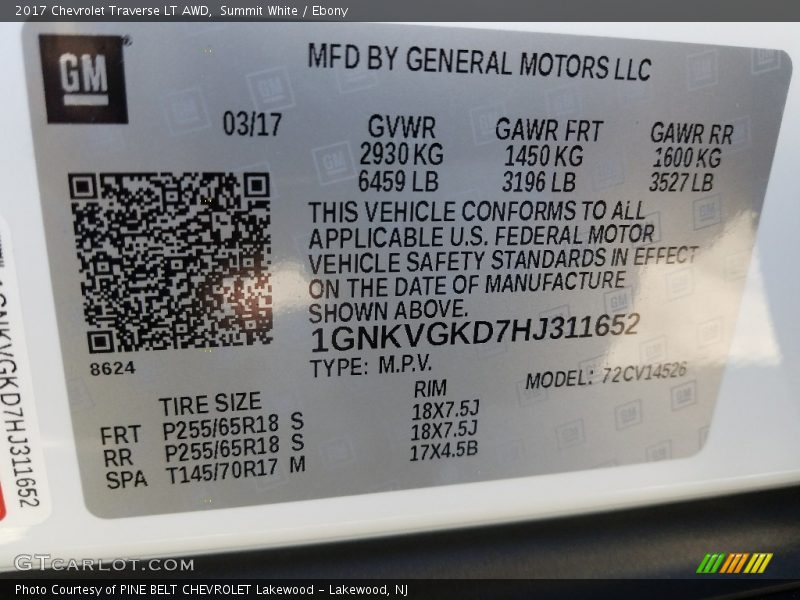 2017 Chevrolet Traverse LT AWD, Summit White / Ebony
GM®
MFD BY GENERAL MOTORS LLC
03/17
GVWR GAWR FRT GAWR RR
2930 KG 1450 KG 1600 KG
6459 LB 3196 LB 3527 LB
THIS VEHICLE CONFORMS TO ALL
APPLICABLE U.S. FEDERAL MOTOR
VEHICLE SAFETY STANDARDS IN EFFECT
ON THE DATE OF MANUFACTURE
SHOWN ABOVE.
1GNKVGKD7HJ311652
TYPE: M.P.V.
MODEL: 72CV14526
8624
TIRE SIZE RIM
FRT P255/65R18 S 18X7.5J
RR P255/65R18 S 18X7.5J
SPA T145/70R17 M 17X4.5B
1GNKVGKD7HJ311652
GTCARLOT.COM
Photo Courtesy of PINE BELT CHEVROLET Lakewood - Lakewood, NJ